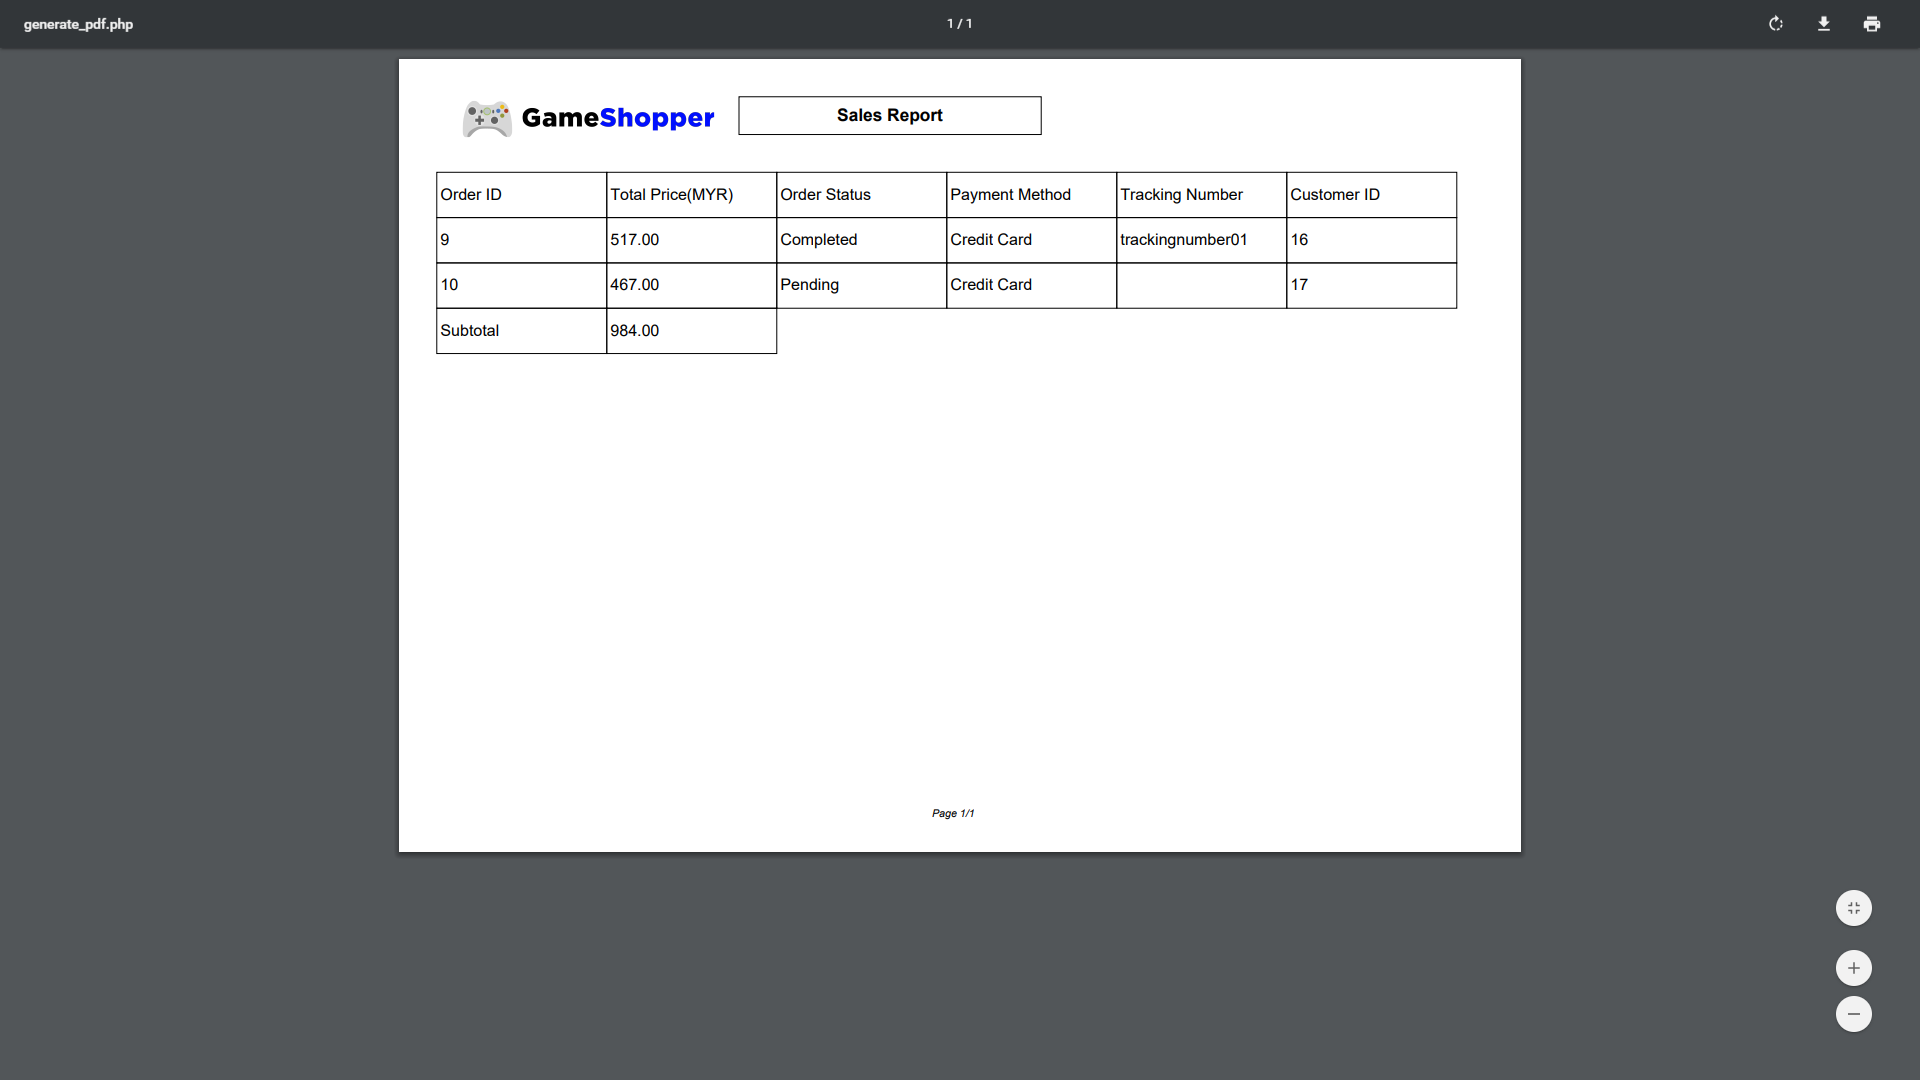 generate_pdf.php
1 / 1
GameShopper
Sales Report
Order ID Total Price(MYR) Order Status Payment Method Tracking Number Customer ID
9 517.00 Completed Credit Card trackingnumber01 16
10 467.00 Pending Credit Card 17
Subtotal 984.00
Page 1/1